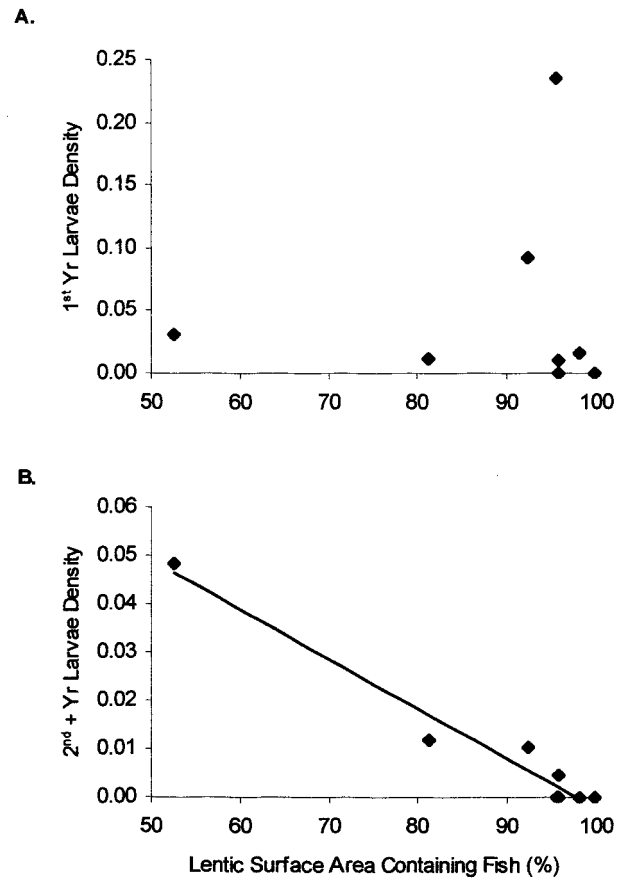 A.
1st Yr Larvae Density
0.25
0.20
0.15
0.10
0.05
0.00
50 60 70 80 90 100
B.
2nd + Yr Larvae Density
0.06
0.05
0.04
0.03
0.02
0.01
0.00
50 60 70 80 90 100
Lentic Surface Area Containing Fish (%)